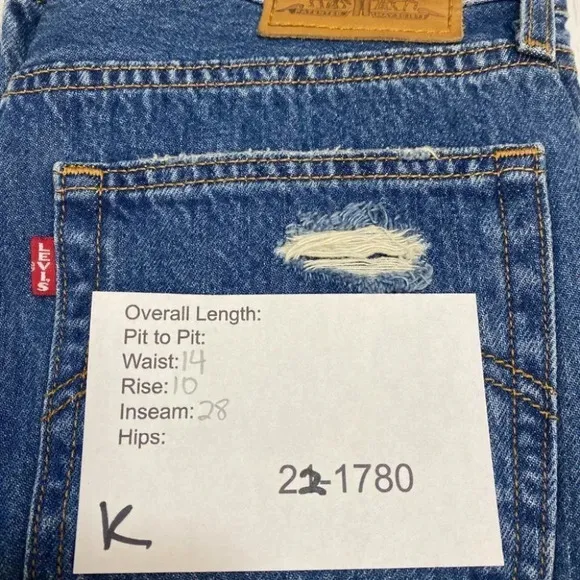 LEVI'S
Overall Length:
Pit to Pit:
Waist: 14
Rise: 10
Inseam: 28
Hips:
22-1780
K